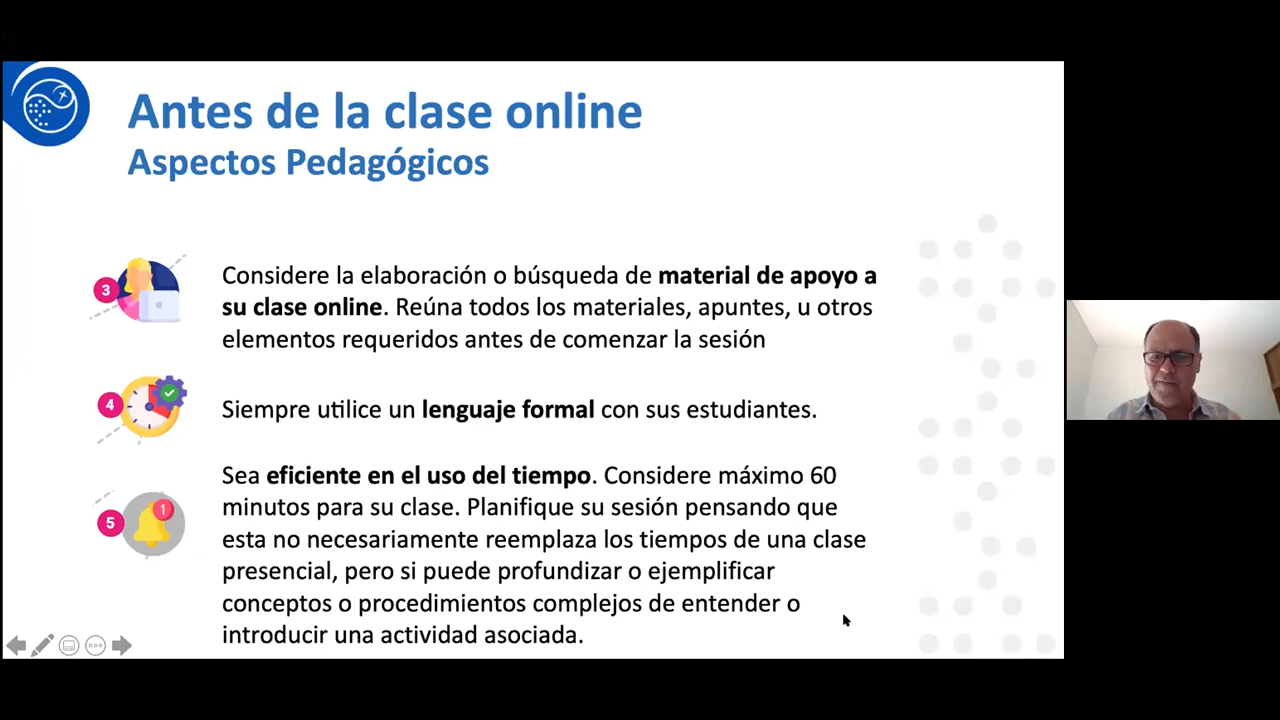 Antes de la clase online
Aspectos Pedagógicos
3
Considere la elaboración o búsqueda de material de apoyo a
su clase online. Reúna todos los materiales, apuntes, u otros
elementos requeridos antes de comenzar la sesión
4
Siempre utilice un lenguaje formal con sus estudiantes.
5
1
Sea eficiente en el uso del tiempo. Considere máximo 60
minutos para su clase. Planifique su sesión pensando que
esta no necesariamente reemplaza los tiempos de una clase
presencial, pero si puede profundizar o ejemplificar
conceptos o procedimientos complejos de entender o
introducir una actividad asociada.